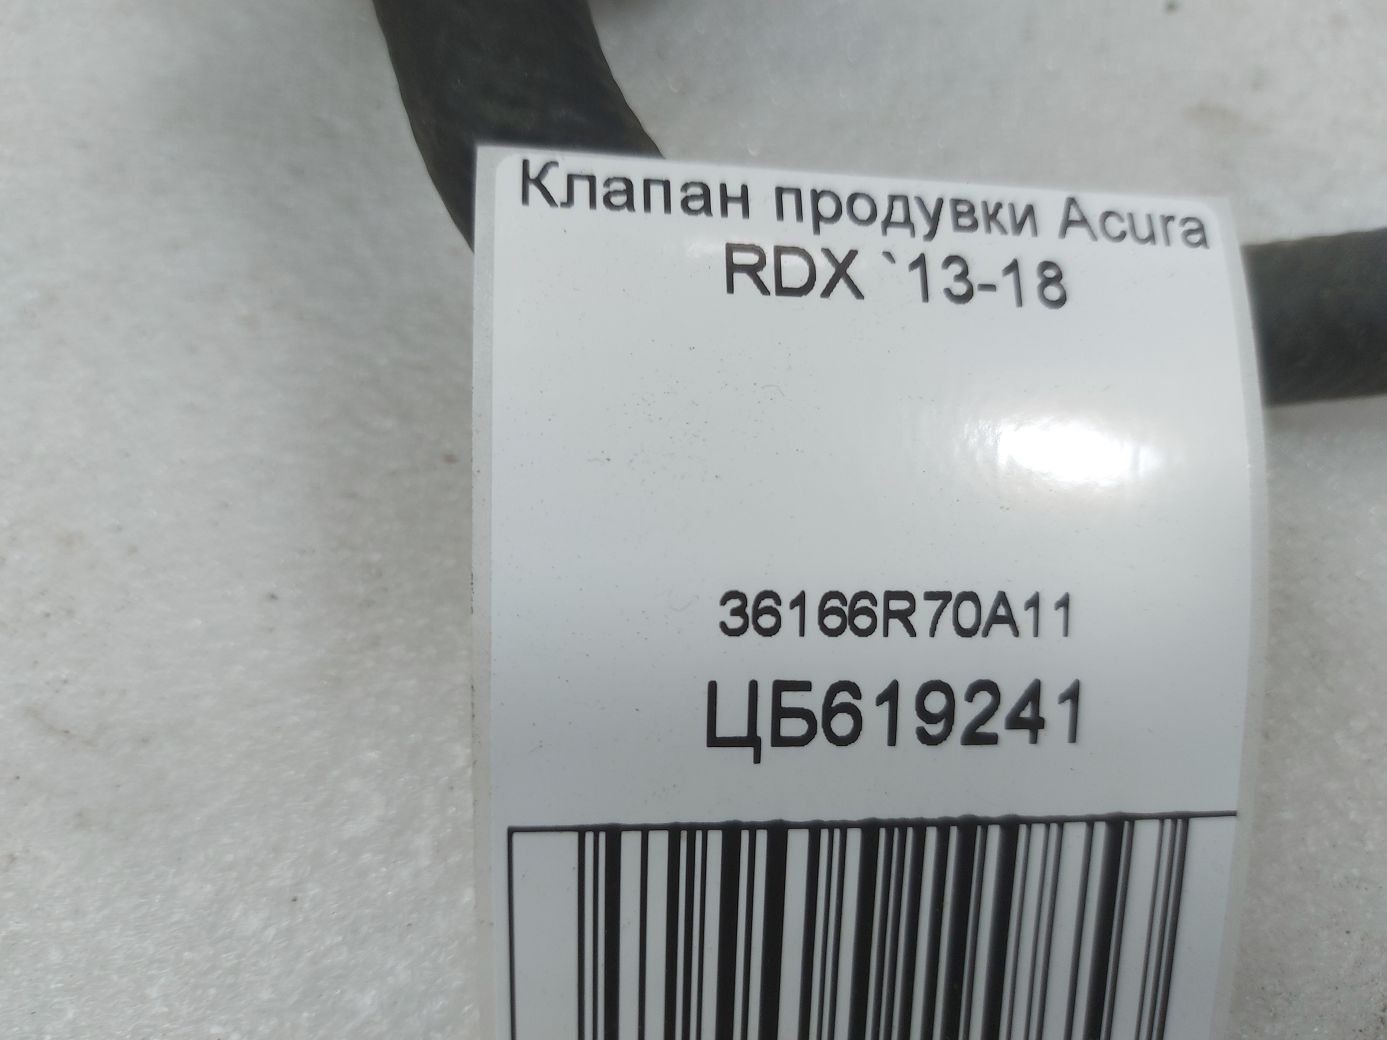 Клапан продувки Acura
RDX `13-18
36166R70A11
ЦБ619241